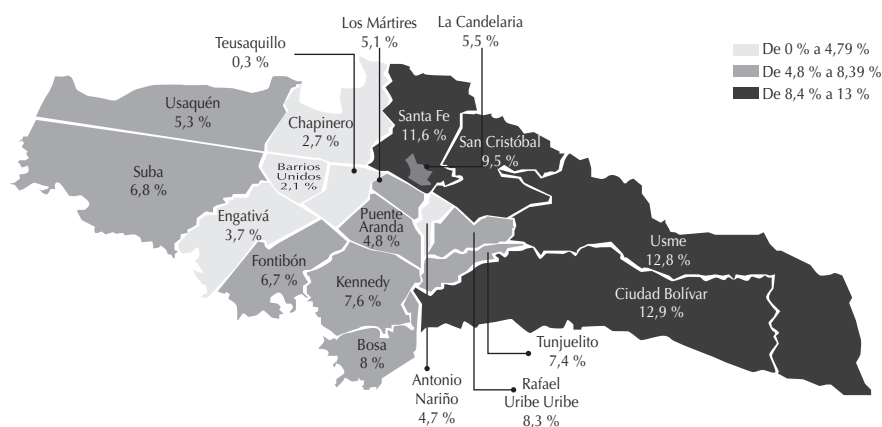 Los Mártires
5,1 %
La Candelaria
5,5 %
Teusaquillo
0,3 %
De 0 % a 4,79 %
De 4,8 % a 8,39 %
De 8,4 % a 13 %
Usaquén
5,3 %
Chapinero
2,7 %
Santa Fe
11,6 %
San Cristóbal
9,5 %
Suba
6,8 %
Barrios
Unidos
2,1 %
Engativá
3,7 %
Puente
Aranda
4,8 %
Fontibón
6,7 %
Kennedy
7,6 %
Usme
12,8 %
Ciudad Bolívar
12,9 %
Bosa
8 %
Tunjuelito
7,4 %
Antonio
Nariño
4,7 %
Rafael
Uribe Uribe
8,3 %